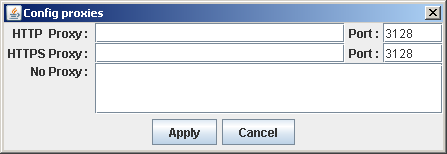 Config proxies
HTTP Proxy: Port: 3128
HTTPS Proxy: Port: 3128
No Proxy:
Apply Cancel